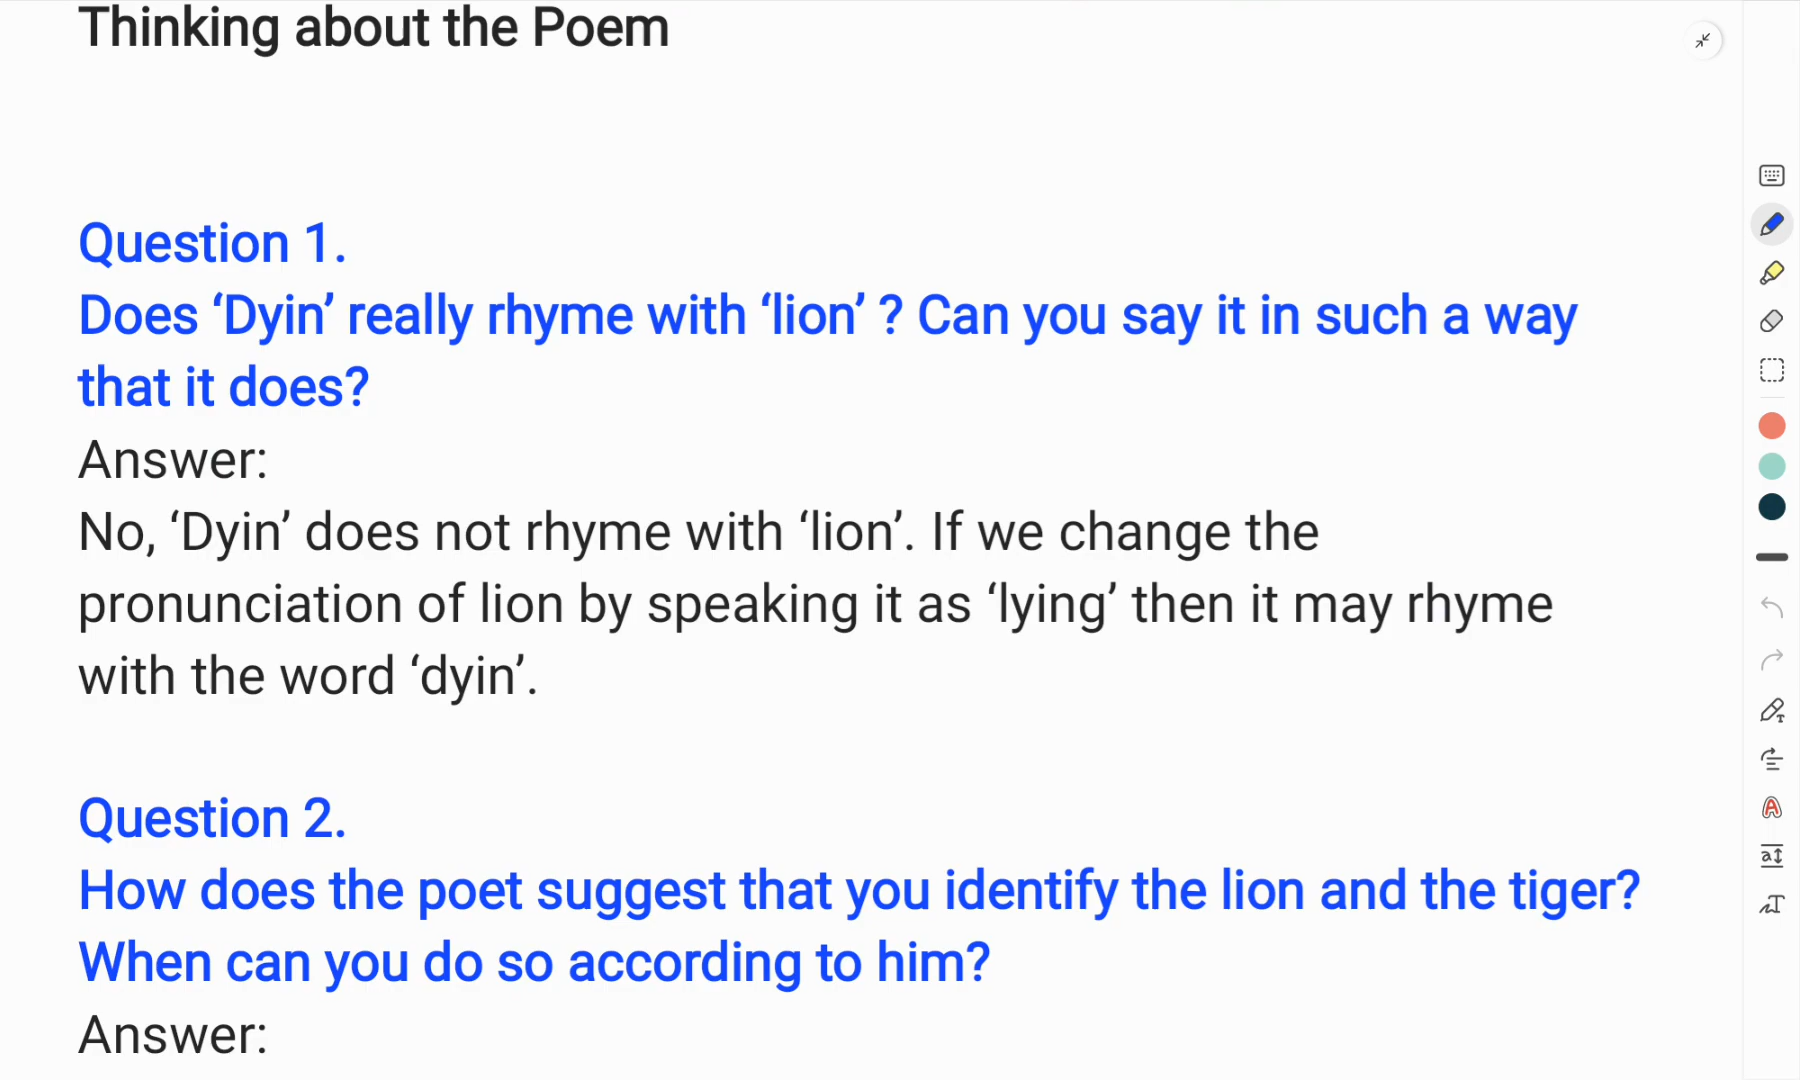 Thinking about the Poem
Question 1.
Does ‘Dyin’ really rhyme with ‘lion’ ? Can you say it in such a way
that it does?
Answer:
No, ‘Dyin’ does not rhyme with ‘lion’. If we change the
pronunciation of lion by speaking it as ‘lying’ then it may rhyme
with the word ‘dyin’.
Question 2.
How does the poet suggest that you identify the lion and the tiger?
When can you do so according to him?
Answer: